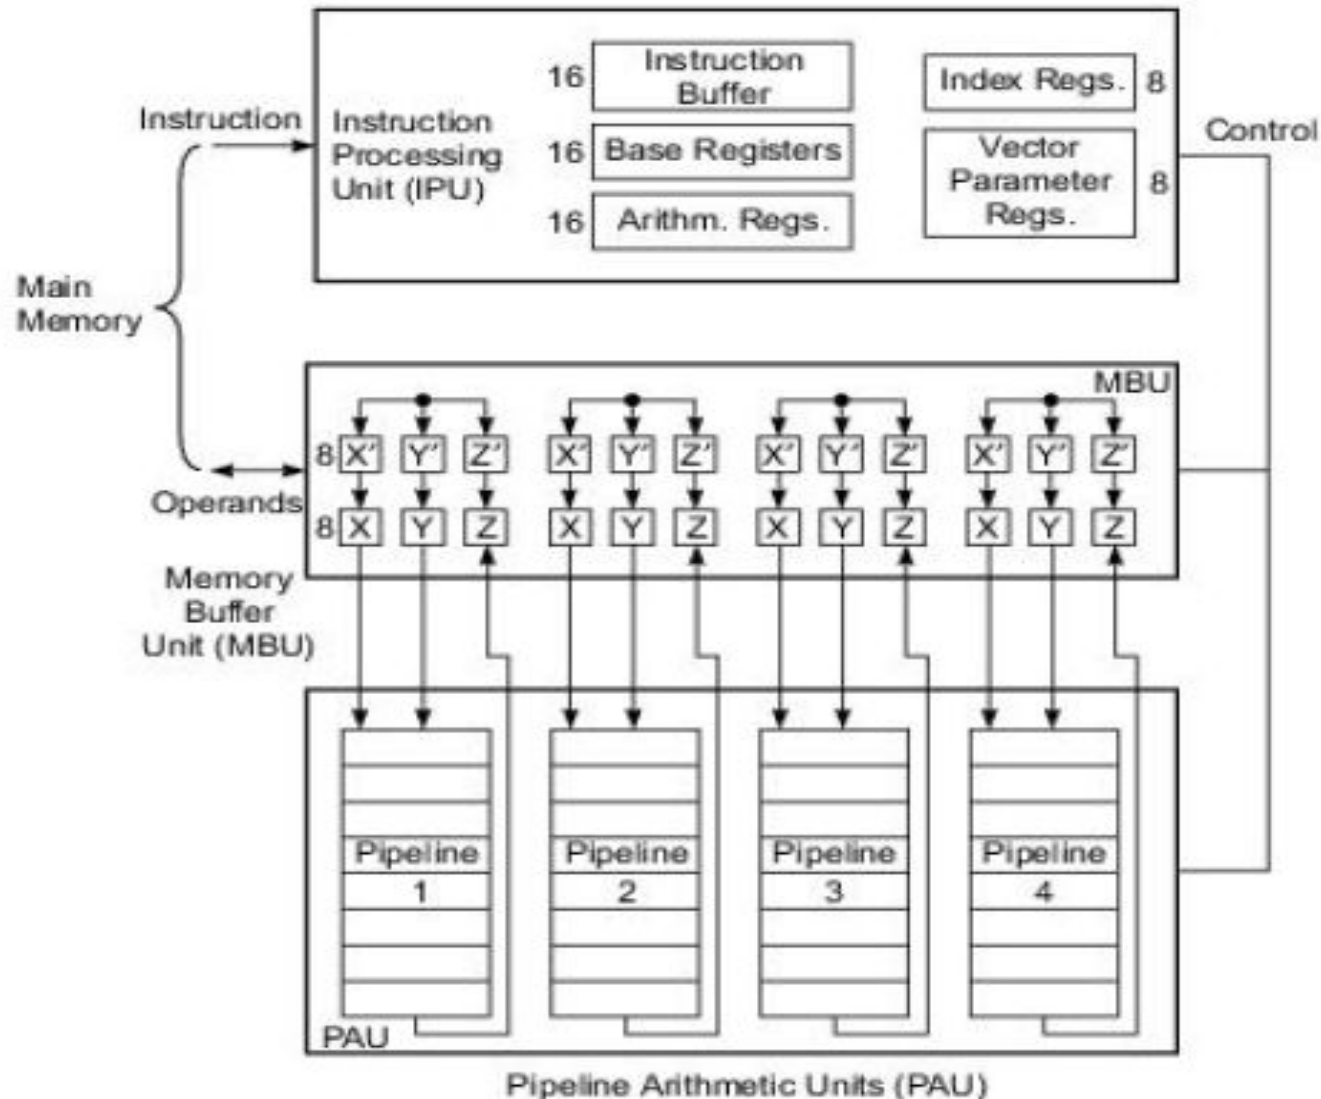 Instruction
Instruction
Processing
Unit (IPU)
16
Instruction
Buffer
16
Base Registers
16
Arithm. Regs.
Index Regs.
8
Vector
Parameter
Regs.
8
Control
Main
Memory
Operands
Memory
Buffer
Unit (MBU)
MBU
8 X' Y' Z' X' Y' Z' X' Y' Z' X' Y' Z'
8 X Y Z X Y Z X Y Z X Y Z
Pipeline
1
Pipeline
2
Pipeline
3
Pipeline
4
PAU
Pipeline Arithmetic Units (PAU)